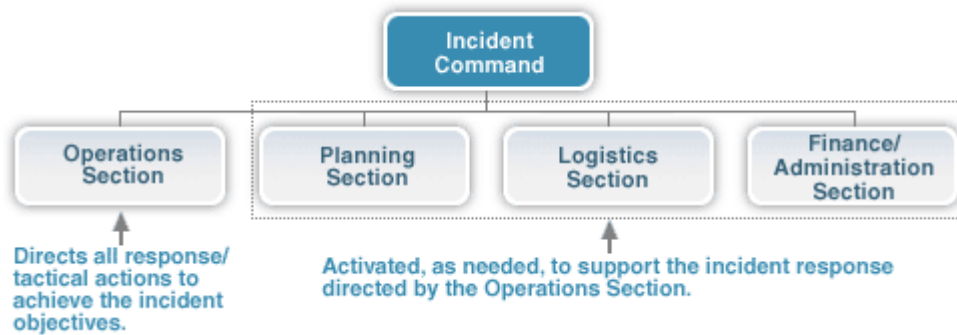 Incident
Command
Operations
Section
Planning
Section
Logistics
Section
Finance/
Administration
Section
Directs all response/
tactical actions to
achieve the incident
objectives.
Activated, as needed, to support the incident response
directed by the Operations Section.